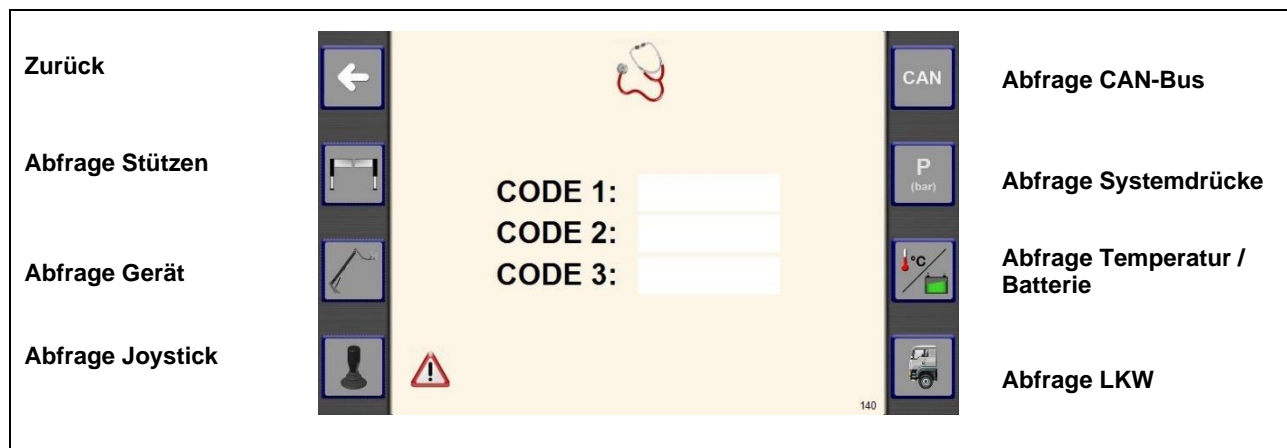 Zurück
Abfrage Stützen
Abfrage Gerät
Abfrage Joystick
CODE 1:
CODE 2:
CODE 3:
140
CAN
P
(bar)
°C
Abfrage CAN-Bus
Abfrage Systemdrücke
Abfrage Temperatur /
Batterie
Abfrage LKW